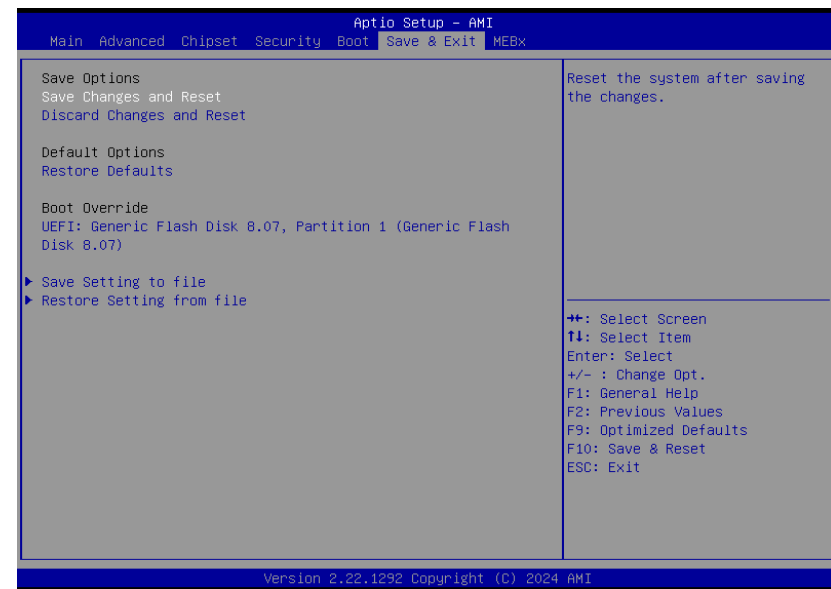 Aptio Setup – AMI
Main Advanced Chipset Security Boot Save & Exit MEBx
Save Options
Save Changes and Reset
Discard Changes and Reset
Default Options
Restore Defaults
Boot Override
UEFI: Generic Flash Disk 8.07, Partition 1 (Generic Flash
Disk 8.07)
▶ Save Setting to file
▶ Restore Setting from file
Reset the system after saving
the changes.
→←: Select Screen
↑↓: Select Item
Enter: Select
+/– : Change Opt.
F1: General Help
F2: Previous Values
F9: Optimized Defaults
F10: Save & Reset
ESC: Exit
Version 2.22.1292 Copyright (C) 2024 AMI